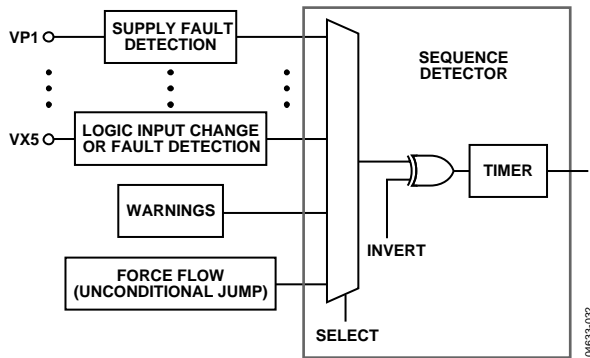 VP1
SUPPLY FAULT
DETECTION
SEQUENCE
DETECTOR
VX5
LOGIC INPUT CHANGE
OR FAULT DETECTION
TIMER
WARNINGS
INVERT
FORCE FLOW
(UNCONDITIONAL JUMP)
SELECT
04633-032